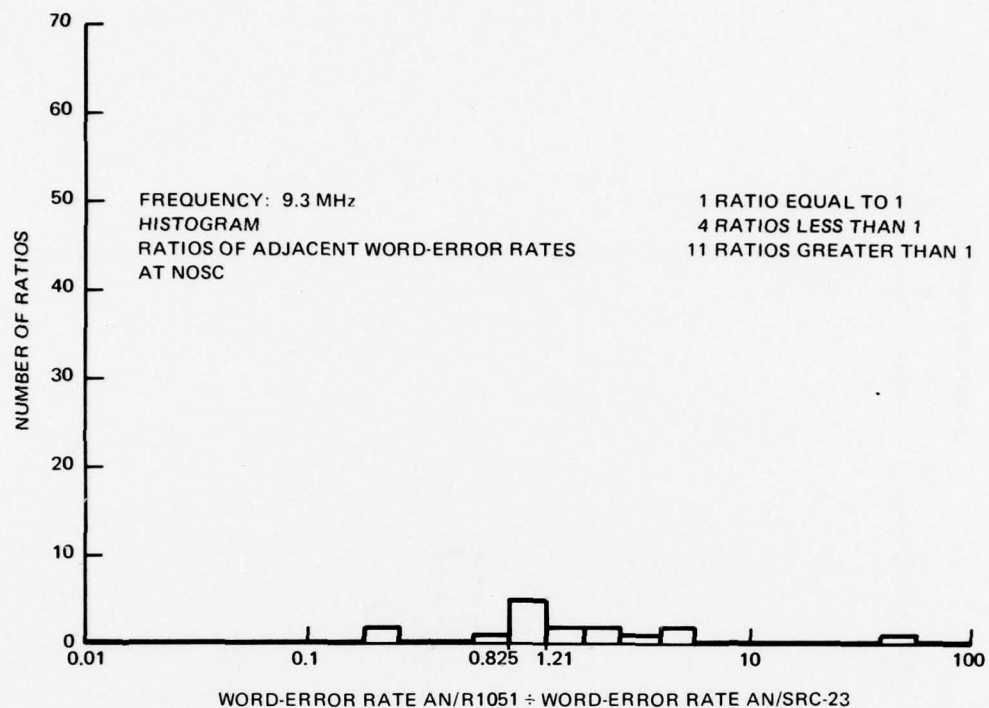 70
60
50
40
30
20
10
0
NUMBER OF RATIOS
FREQUENCY: 9.3 MHz
HISTOGRAM
RATIOS OF ADJACENT WORD-ERROR RATES
AT NOSC
1 RATIO EQUAL TO 1
4 RATIOS LESS THAN 1
11 RATIOS GREATER THAN 1
0.01 0.1 0.825 1.21 10 100
WORD-ERROR RATE AN/R1051 ÷ WORD-ERROR RATE AN/SRC-23